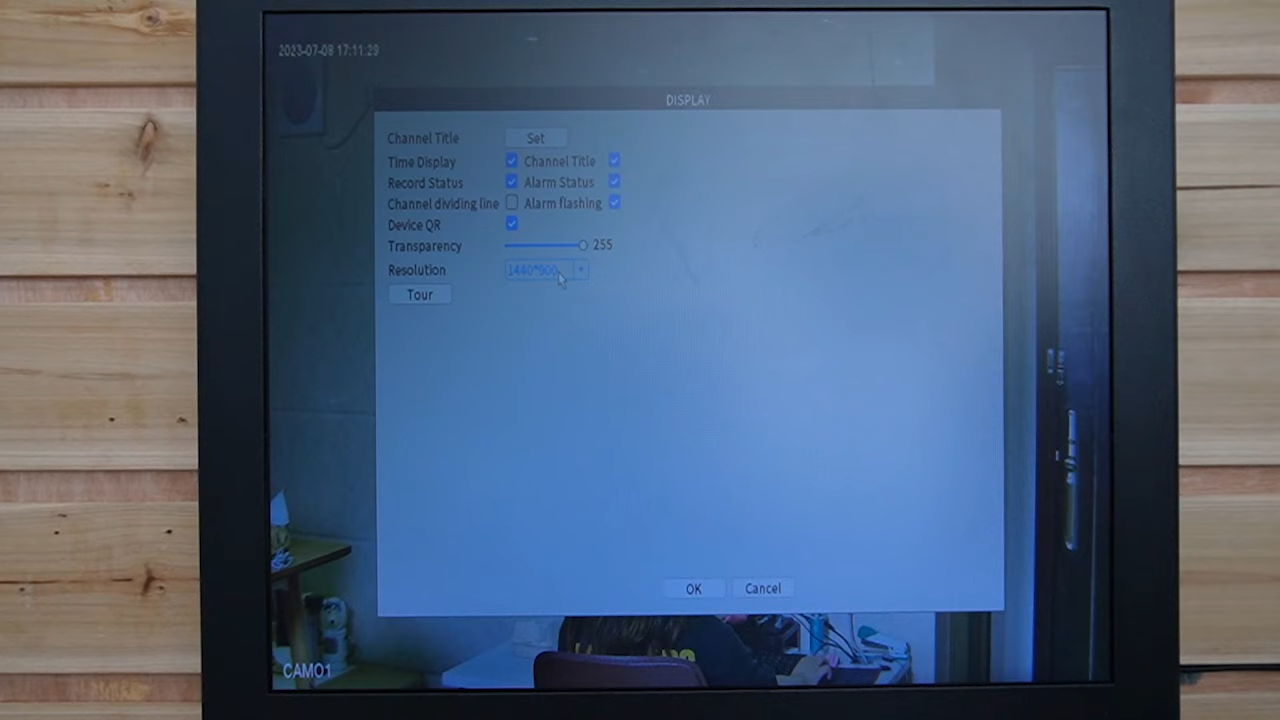 2023-07-08 17:11:29
DISPLAY
Channel Title Set
Time Display Channel Title
Record Status Alarm Status
Channel dividing line Alarm flashing
Device QR
Transparency 255
Resolution 1440*900
Tour
OK Cancel
CAM01